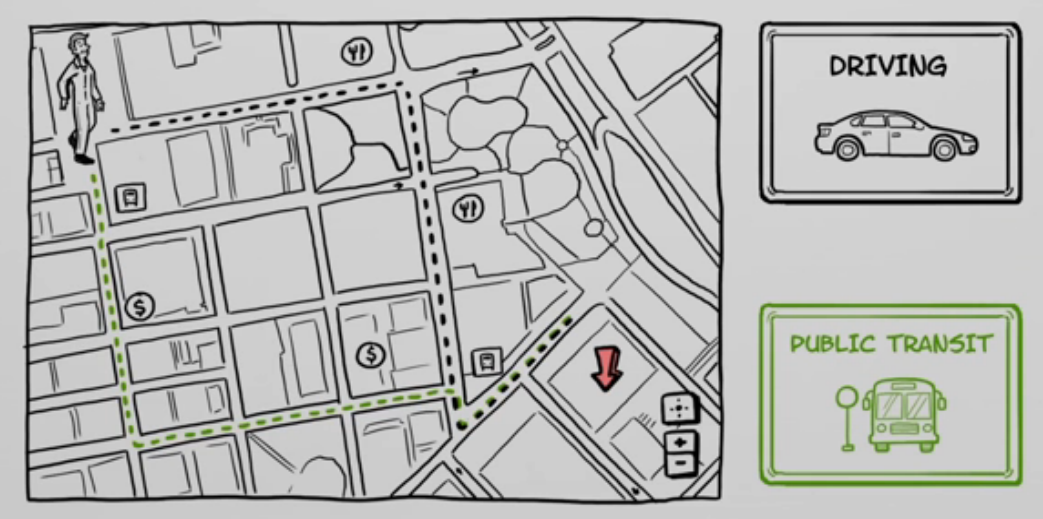 DRIVING
$
$
PUBLIC TRANSIT
+
-